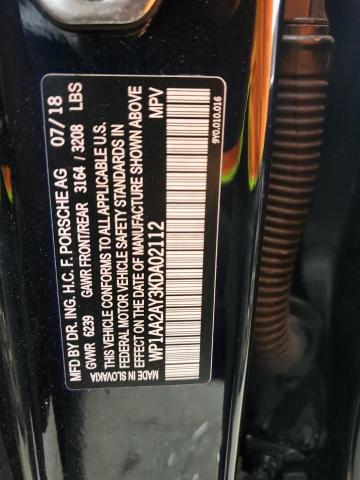 MFD BY DR. ING. H.C. F. PORSCHE AG 07/18
GVWR 6239 GAWR FRONT/REAR 3164 / 3208 LBS
THIS VEHICLE CONFORMS TO ALL APPLICABLE U.S.
FEDERAL MOTOR VEHICLE SAFETY STANDARDS IN
EFFECT ON THE DATE OF MANUFACTURE SHOWN ABOVE
WP1AA2AY3KDA02112 MPV
MADE IN SLOVAKIA
9Y0.010.016